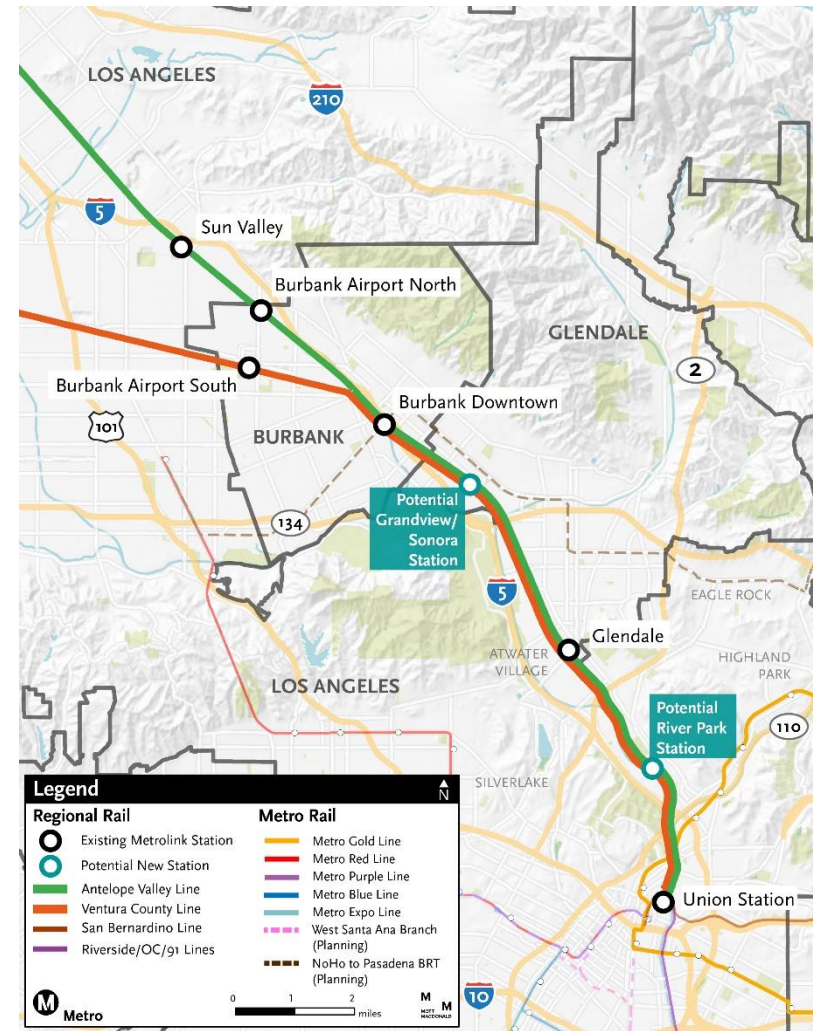 LOS ANGELES
210
5
Sun Valley
Burbank Airport North
GLENDALE
2
Burbank Airport South
101
Burbank Downtown
BURBANK
Potential
Grandview/
Sonora
Station
134
5
EAGLE ROCK
Glendale
ATWATER
VILLAGE
HIGHLAND
PARK
LOS ANGELES
Potential
River Park
Station
110
SILVERLAKE
Union Station
10
Legend
N
Regional Rail
Existing Metrolink Station
Potential New Station
Antelope Valley Line
Ventura County Line
San Bernardino Line
Riverside/OC/91 Lines
Metro Rail
Metro Gold Line
Metro Red Line
Metro Purple Line
Metro Blue Line
Metro Expo Line
West Santa Ana Branch
(Planning)
NoHo to Pasadena BRT
(Planning)
M Metro
0 1 2
miles
M
M M
MOTT
MACDONALD